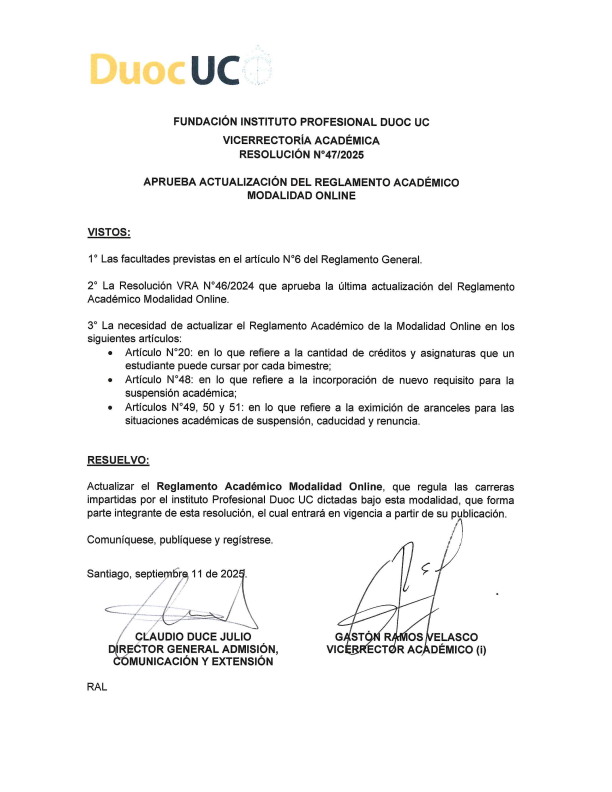 DuocUC
FUNDACIÓN INSTITUTO PROFESIONAL DUOC UC
VICERRECTORÍA ACADÉMICA
RESOLUCIÓN N°47/2025
APRUEBA ACTUALIZACIÓN DEL REGLAMENTO ACADÉMICO
MODALIDAD ONLINE
VISTOS:
1° Las facultades previstas en el artículo N°6 del Reglamento General.
2° La Resolución VRA N°46/2024 que aprueba la última actualización del Reglamento
Académico Modalidad Online.
3° La necesidad de actualizar el Reglamento Académico de la Modalidad Online en los
siguientes artículos:
• Artículo N°20: en lo que refiere a la cantidad de créditos y asignaturas que un
estudiante puede cursar por cada bimestre;
• Artículo N°48: en lo que refiere a la incorporación de nuevo requisito para la
suspensión académica;
• Artículos N°49, 50 y 51: en lo que refiere a la eximición de aranceles para las
situaciones académicas de suspensión, caducidad y renuncia.
RESUELVO:
Actualizar el Reglamento Académico Modalidad Online, que regula las carreras
impartidas por el instituto Profesional Duoc UC dictadas bajo esta modalidad, que forma
parte integrante de esta resolución, el cual entrará en vigencia a partir de su publicación.
Comuníquese, publíquese y regístrese.
Santiago, septiembre 11 de 2025.
CLAUDIO DUCE JULIO
DIRECTOR GENERAL ADMISIÓN,
COMUNICACIÓN Y EXTENSIÓN
GASTÓN RAMOS VELASCO
VICERRECTOR ACADÉMICO (i)
RAL